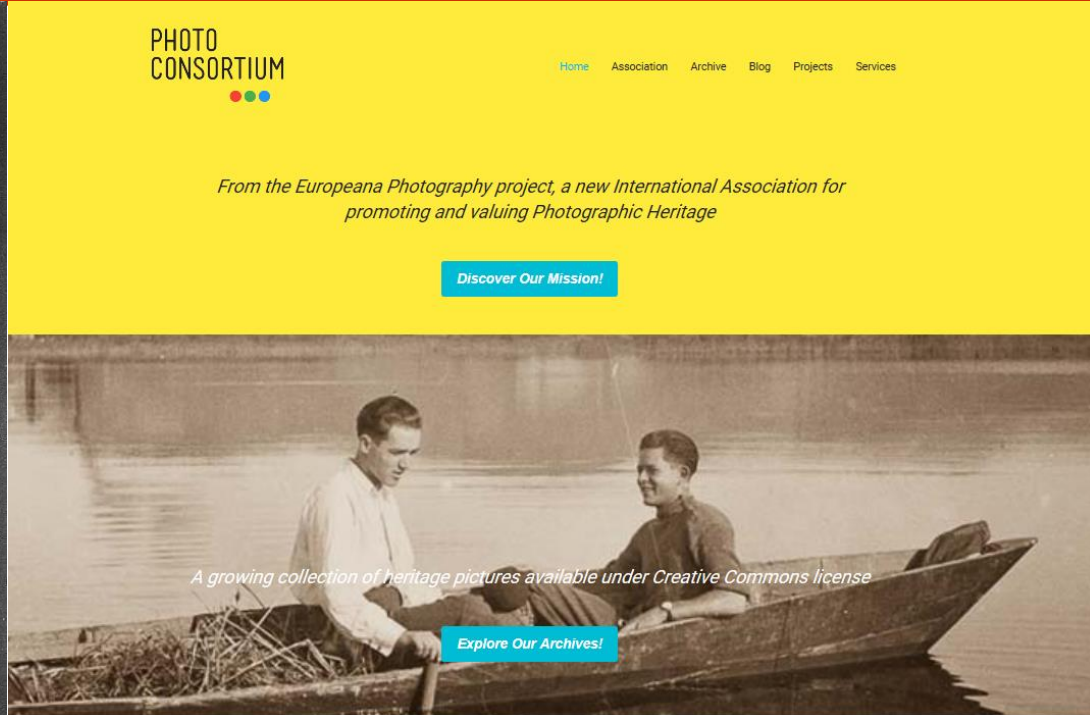 PHOTO
CONSORTIUM
Home Association Archive Blog Projects Services
From the Europeana Photography project, a new International Association for
promoting and valuing Photographic Heritage
Discover Our Mission!
A growing collection of heritage pictures available under Creative Commons license
Explore Our Archives!